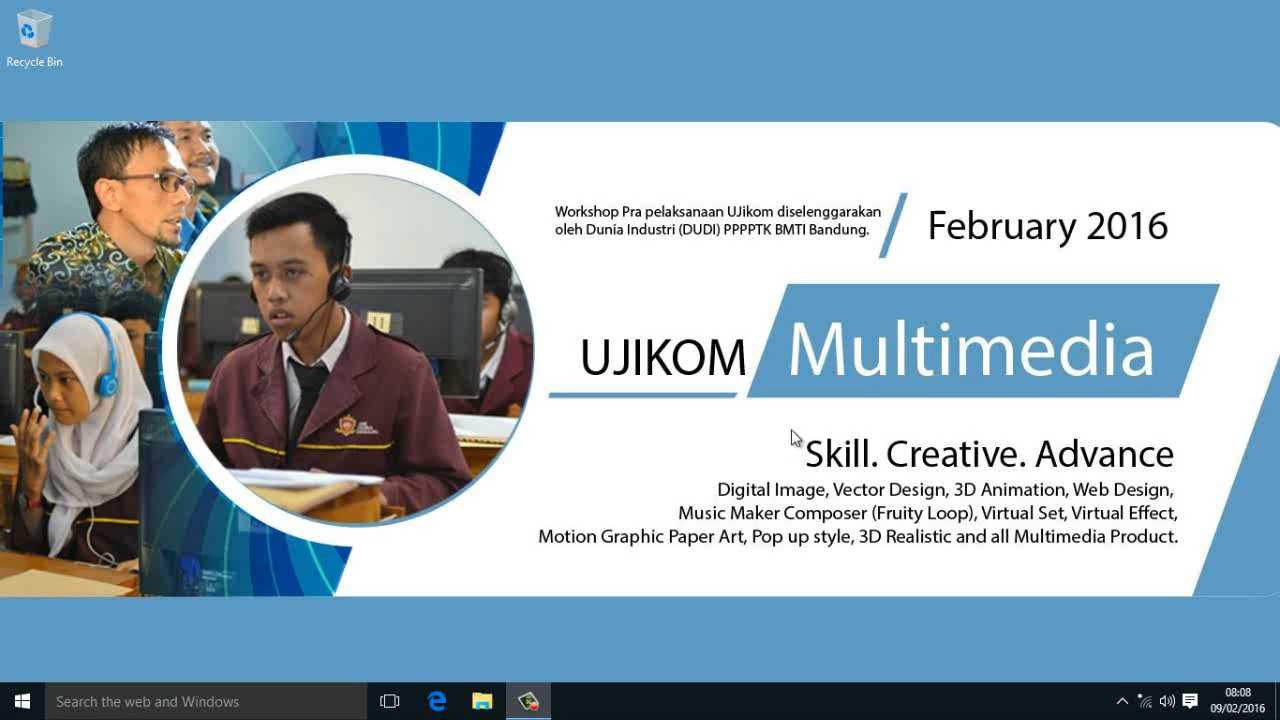 Recycle Bin
Workshop Pra pelaksanaan UJikom diselenggarakan
oleh Dunia Industri (DUDI) PPPPTK BMTI Bandung.
February 2016
UJIKOM Multimedia
Skill. Creative. Advance
Digital Image, Vector Design, 3D Animation, Web Design,
Music Maker Composer (Fruity Loop), Virtual Set, Virtual Effect,
Motion Graphic Paper Art, Pop up style, 3D Realistic and all Multimedia Product.
Search the web and Windows
08:08
09/02/2016